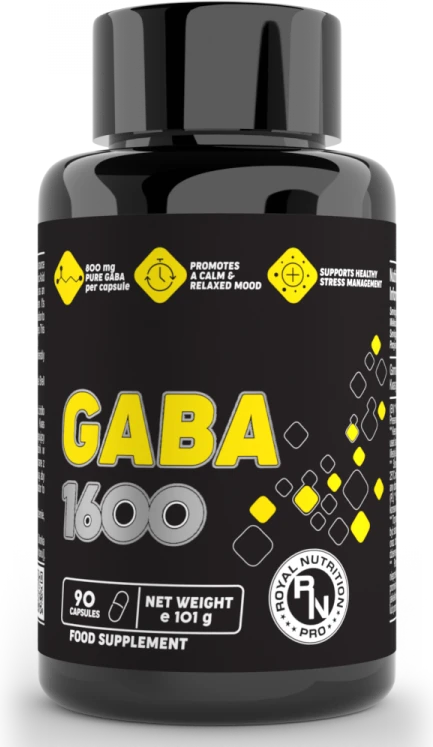 800 mg
PURE GABA
per capsule
PROMOTES
A CALM &
RELAXED MOOD
SUPPORTS HEALTHY
STRESS MANAGEMENT
GABA
1600
90
CAPSULES
NET WEIGHT
e 101 g
FOOD SUPPLEMENT
ROYAL NUTRITION
RN
PRO